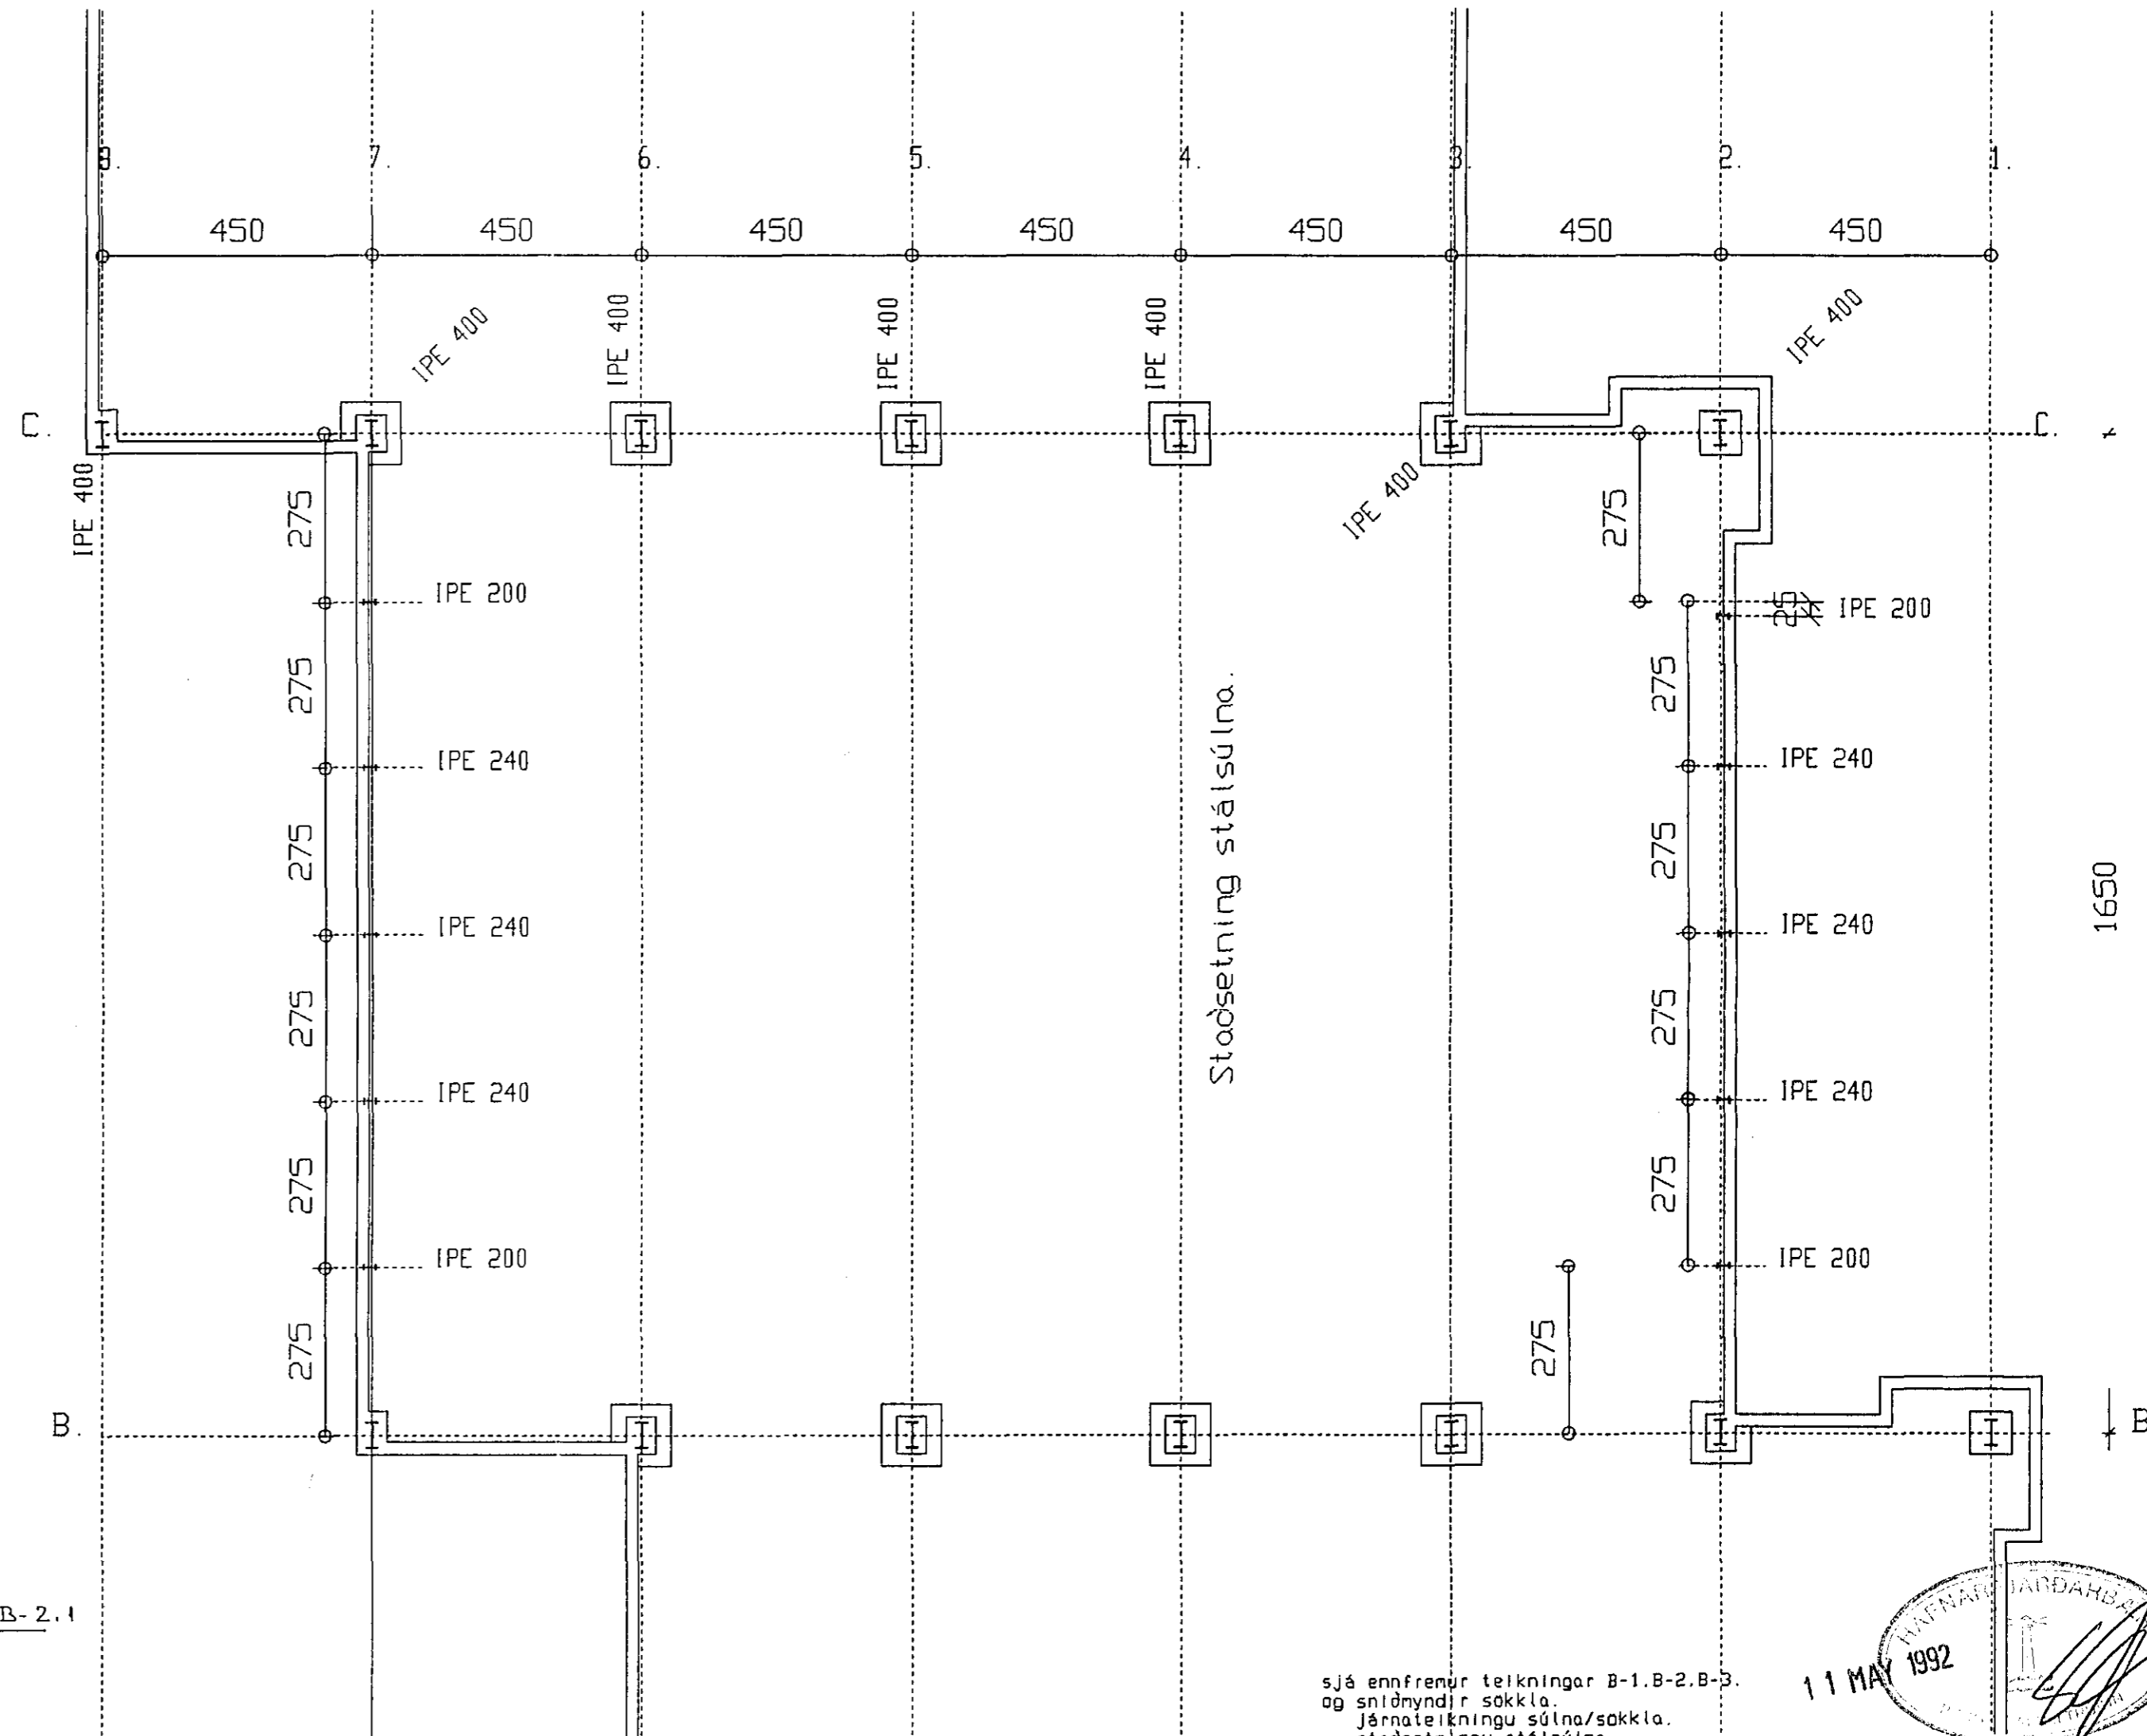 8. 7. 6. 5. 4. 3. 2. 1.
450 450 450 450 450 450 450
IPE 400 IPE 400 IPE 400 IPE 400 IPE 400
C. C.
IPE 400 IPE 400
275 275
IPE 200 25 IPE 200
275 275
IPE 240 IPE 240
275 275
IPE 240 IPE 240
1650
Staðsetning stálsúlna.
275 275
IPE 240 IPE 240
275 275
IPE 200 IPE 200
275 275
B. B
B-2.1
sjá ennfremur teikningar B-1.B-2.B-3.
og sniðmyndir sökkla.
járnateikningu súlna/sökkla.
11 MAY 1992